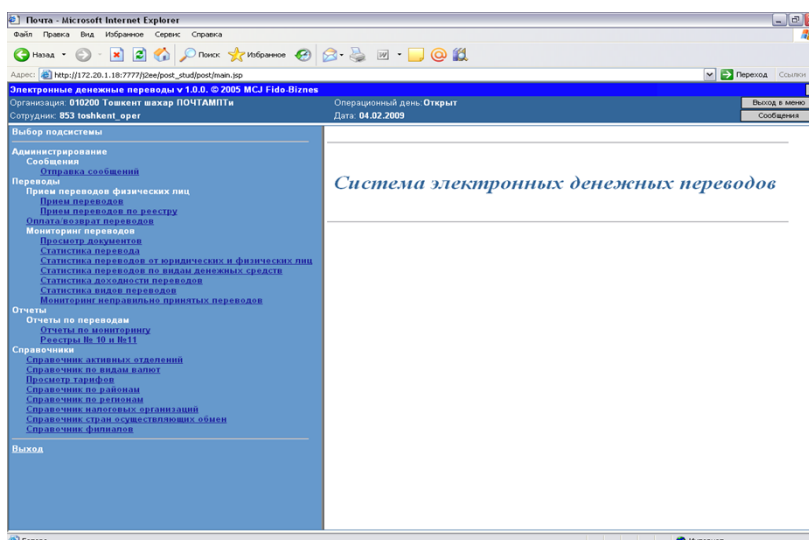 Почта - Microsoft Internet Explorer
Файл Правка Вид Избранное Сервис Справка
Назад Поиск Избранное
Адрес: http://172.20.1.18:7777/j2ee/post_stud/post/main.jsp Переход Ссылки
Электронные денежные переводы v 1.0.0. © 2005 MCJ Fido-Biznes
Организация: 010200 Тошкент шахар ПОЧТАМПТи Операционный день: Открыт Выход в меню
Сотрудник: 853 toshkent_oper Дата: 04.02.2009 Сообщения
Выбор подсистемы
Администрирование
Сообщения
Отправка сообщений
Переводы
Прием переводов физических лиц
Прием переводов
Прием переводов по реестру
Оплата/возврат переводов
Мониторинг переводов
Просмотр документов
Статистика перевода
Статистика переводов от юридических и физических лиц
Статистика переводов по видам денежных средств
Статистика доходности переводов
Статистика видов переводов
Мониторинг неправильно принятых переводов
Отчеты
Отчеты по переводам
Отчеты по мониторингу
Реестры № 10 и №11
Справочники
Справочник активных отделений
Справочник по видам валют
Просмотр тарифов
Справочник по районам
Справочник по регионам
Справочник налоговых организаций
Справочник стран осуществляющих обмен
Справочник филиалов
Выход
Система электронных денежных переводов